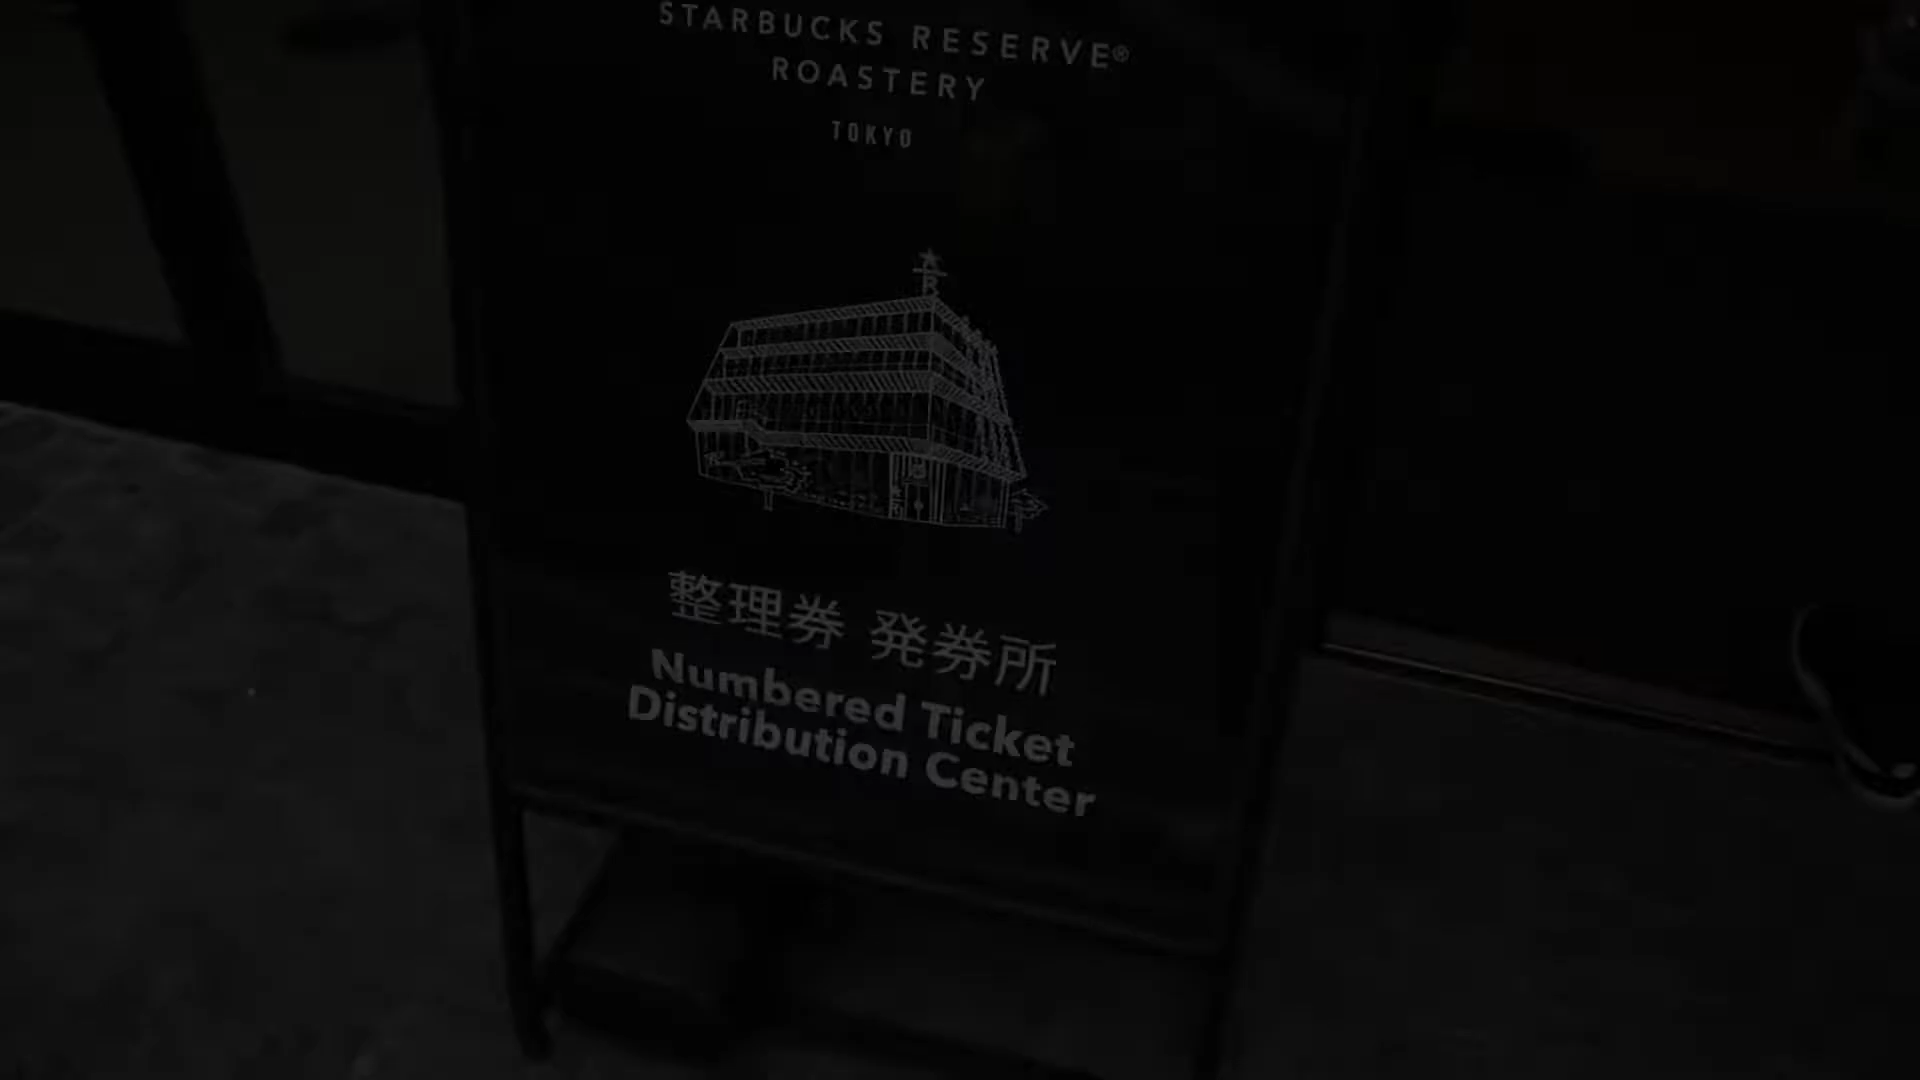 STARBUCKS RESERVE®
ROASTERY
TOKYO
整理券 発券所
Numbered Ticket
Distribution Center